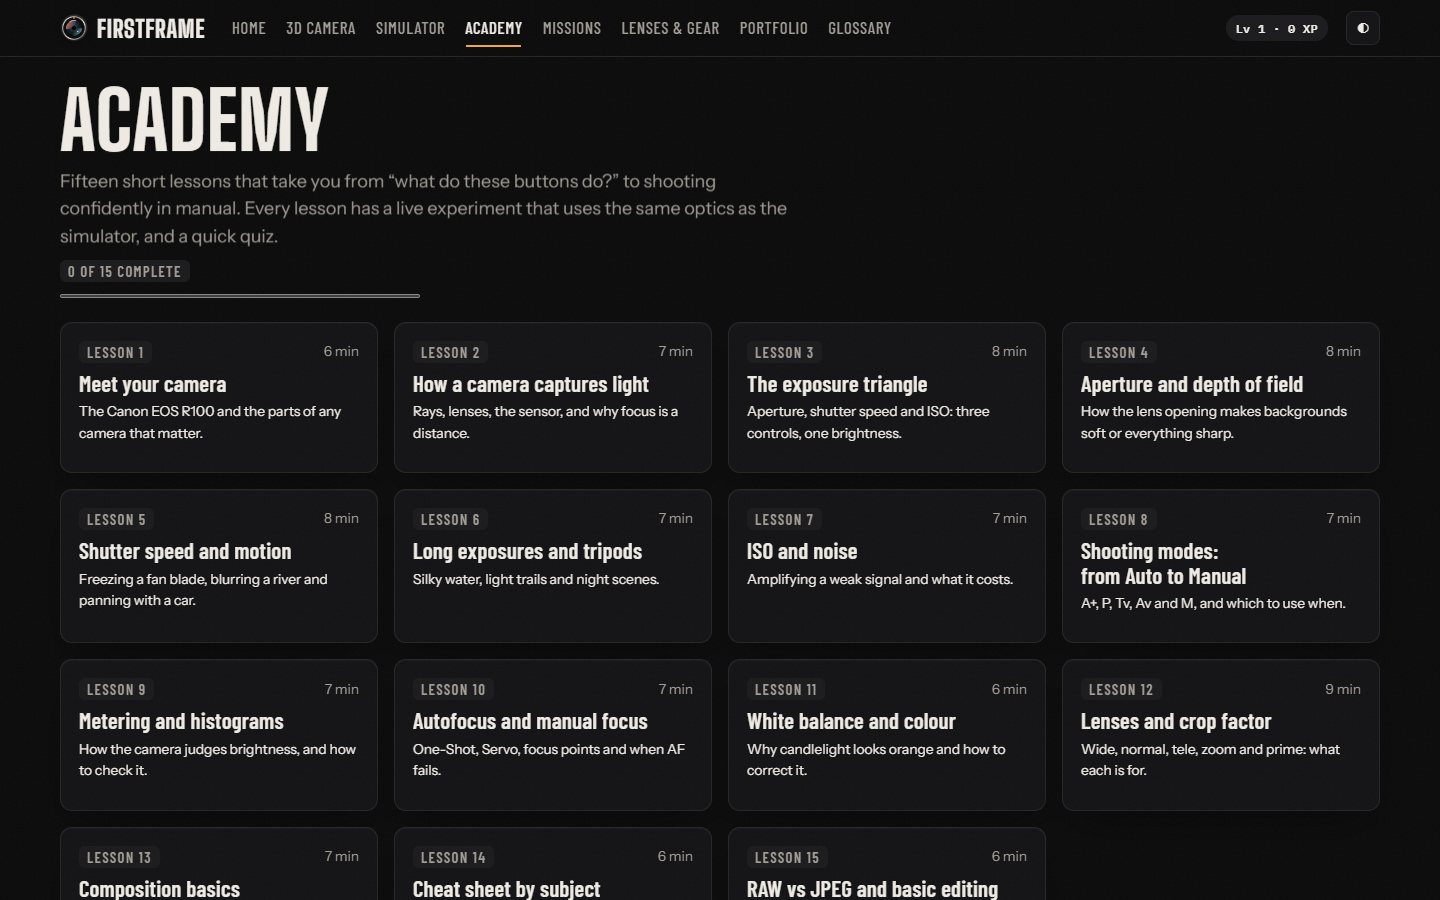 FIRSTFRAME
HOME 3D CAMERA SIMULATOR ACADEMY MISSIONS LENSES & GEAR PORTFOLIO GLOSSARY
Lv 1 · 0 XP
ACADEMY
Fifteen short lessons that take you from “what do these buttons do?” to shooting
confidently in manual. Every lesson has a live experiment that uses the same optics as the
simulator, and a quick quiz.
0 OF 15 COMPLETE
LESSON 1 6 min
Meet your camera
The Canon EOS R100 and the parts of any
camera that matter.
LESSON 2 7 min
How a camera captures light
Rays, lenses, the sensor, and why focus is a
distance.
LESSON 3 8 min
The exposure triangle
Aperture, shutter speed and ISO: three
controls, one brightness.
LESSON 4 8 min
Aperture and depth of field
How the lens opening makes backgrounds
soft or everything sharp.
LESSON 5 8 min
Shutter speed and motion
Freezing a fan blade, blurring a river and
panning with a car.
LESSON 6 7 min
Long exposures and tripods
Silky water, light trails and night scenes.
LESSON 7 7 min
ISO and noise
Amplifying a weak signal and what it costs.
LESSON 8 7 min
Shooting modes:
from Auto to Manual
A+, P, Tv, Av and M, and which to use when.
LESSON 9 7 min
Metering and histograms
How the camera judges brightness, and how
to check it.
LESSON 10 7 min
Autofocus and manual focus
One-Shot, Servo, focus points and when AF
fails.
LESSON 11 6 min
White balance and colour
Why candlelight looks orange and how to
correct it.
LESSON 12 9 min
Lenses and crop factor
Wide, normal, tele, zoom and prime: what
each is for.
LESSON 13 7 min
Composition basics
LESSON 14 6 min
Cheat sheet by subject
LESSON 15 6 min
RAW vs JPEG and basic editing